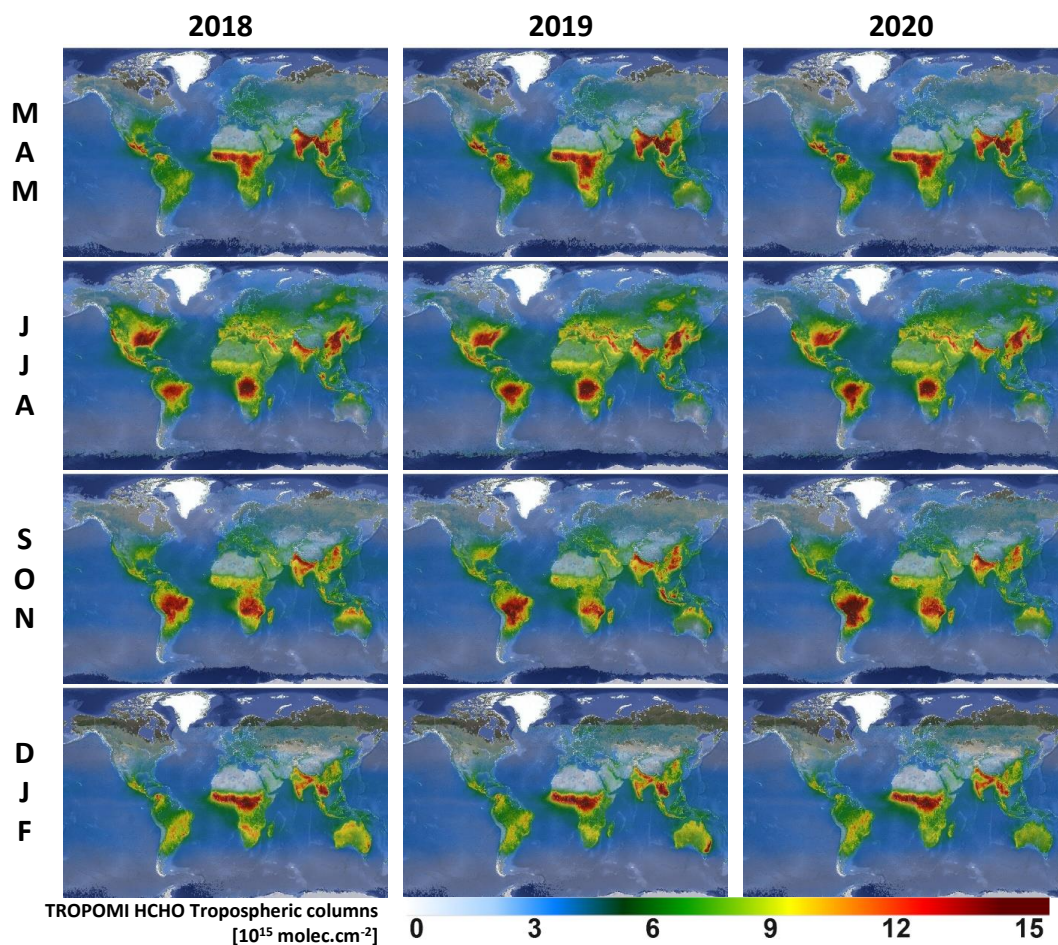 2018 2019 2020
M
A
M
J
J
A
S
O
N
D
J
F
TROPOMI HCHO Tropospheric columns
[10¹⁵ molec.cm⁻²]
0 3 6 9 12 15